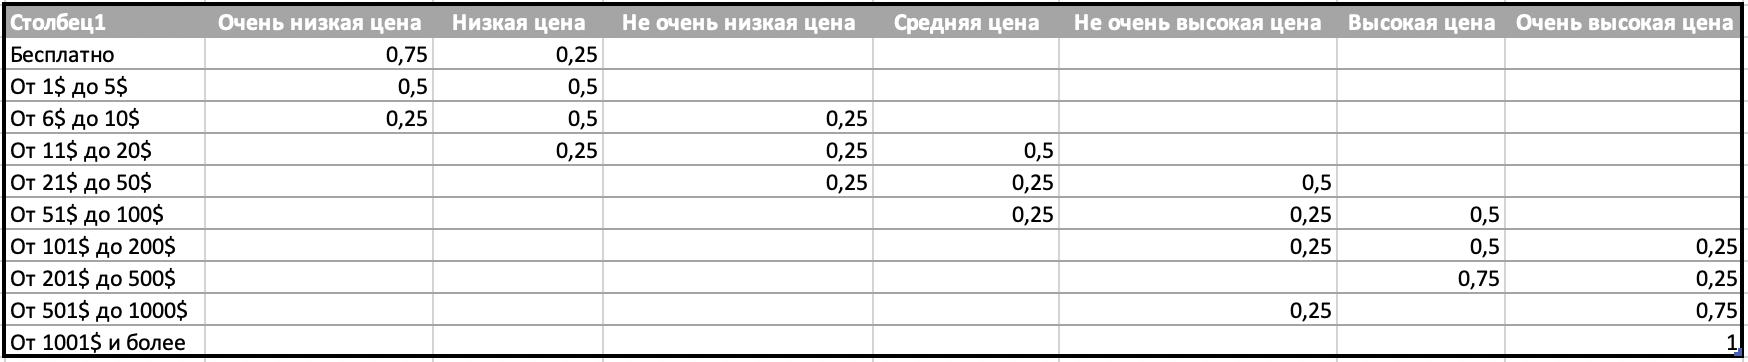 Столбец1 Очень низкая цена Низкая цена Не очень низкая цена Средняя цена Не очень высокая цена Высокая цена Очень высокая цена
Бесплатно 0,75 0,25
От 1$ до 5$ 0,5 0,5
От 6$ до 10$ 0,25 0,5 0,25
От 11$ до 20$ 0,25 0,25 0,5
От 21$ до 50$ 0,25 0,25 0,5
От 51$ до 100$ 0,25 0,25 0,5
От 101$ до 200$ 0,25 0,5 0,25
От 201$ до 500$ 0,75 0,25
От 501$ до 1000$ 0,25 0,75
От 1001$ и более 1